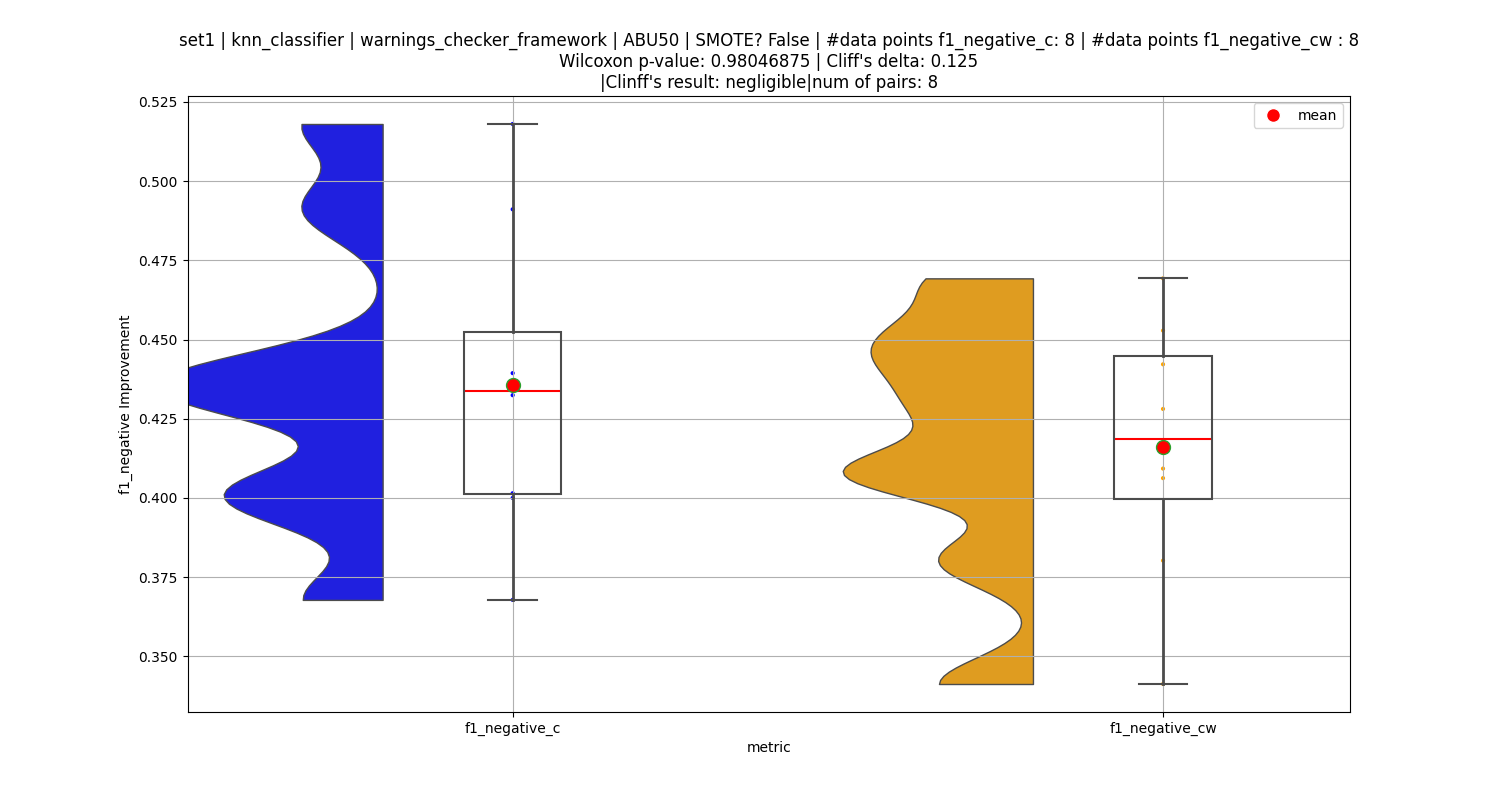 set1 | knn_classifier | warnings_checker_framework | ABU50 | SMOTE? False | #data points f1_negative_c: 8 | #data points f1_negative_cw : 8
Wilcoxon p-value: 0.98046875 | Cliff's delta: 0.125
|Clinff's result: negligible|num of pairs: 8
mean
0.525
0.500
0.475
0.450
0.425
0.400
0.375
0.350
f1_negative Improvement
f1_negative_c
f1_negative_cw
metric